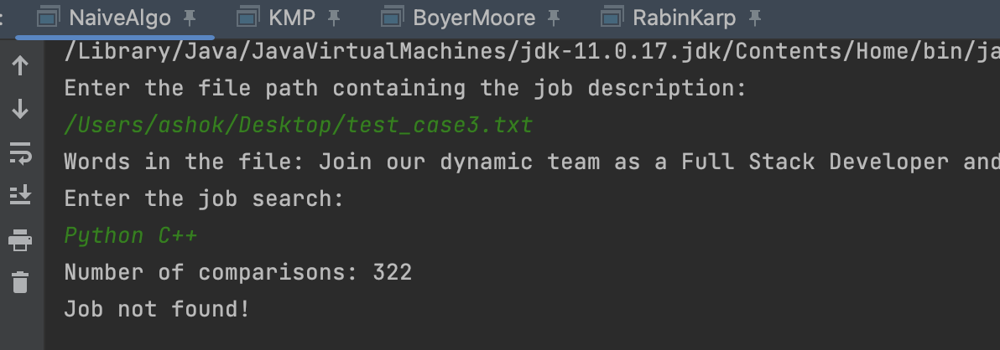 : NaiveAlgo KMP BoyerMoore RabinKarp
/Library/Java/JavaVirtualMachines/jdk-11.0.17.jdk/Contents/Home/bin/ja
Enter the file path containing the job description:
/Users/ashok/Desktop/test_case3.txt
Words in the file: Join our dynamic team as a Full Stack Developer and
Enter the job search:
Python C++
Number of comparisons: 322
Job not found!